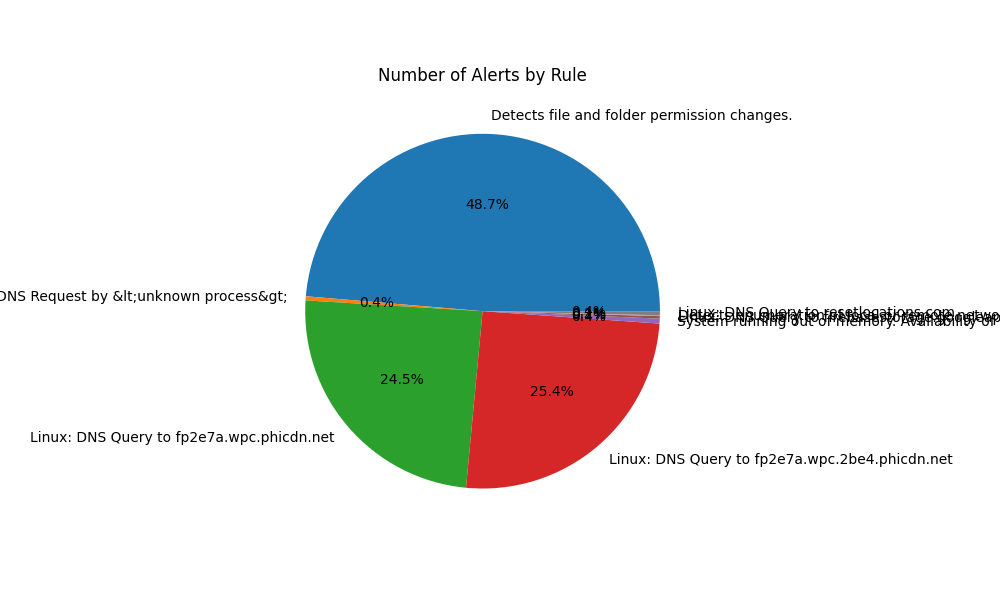 Number of Alerts by Rule
Detects file and folder permission changes.
48.7%
DNS Request by &lt;unknown process&gt;
0.4%
24.5%
25.4%
Linux: DNS Query to resetlocations.com
System running out of memory. Availability of
0.4%
Linux: DNS Query to fp2e7a.wpc.phicdn.net
Linux: DNS Query to fp2e7a.wpc.2be4.phicdn.net